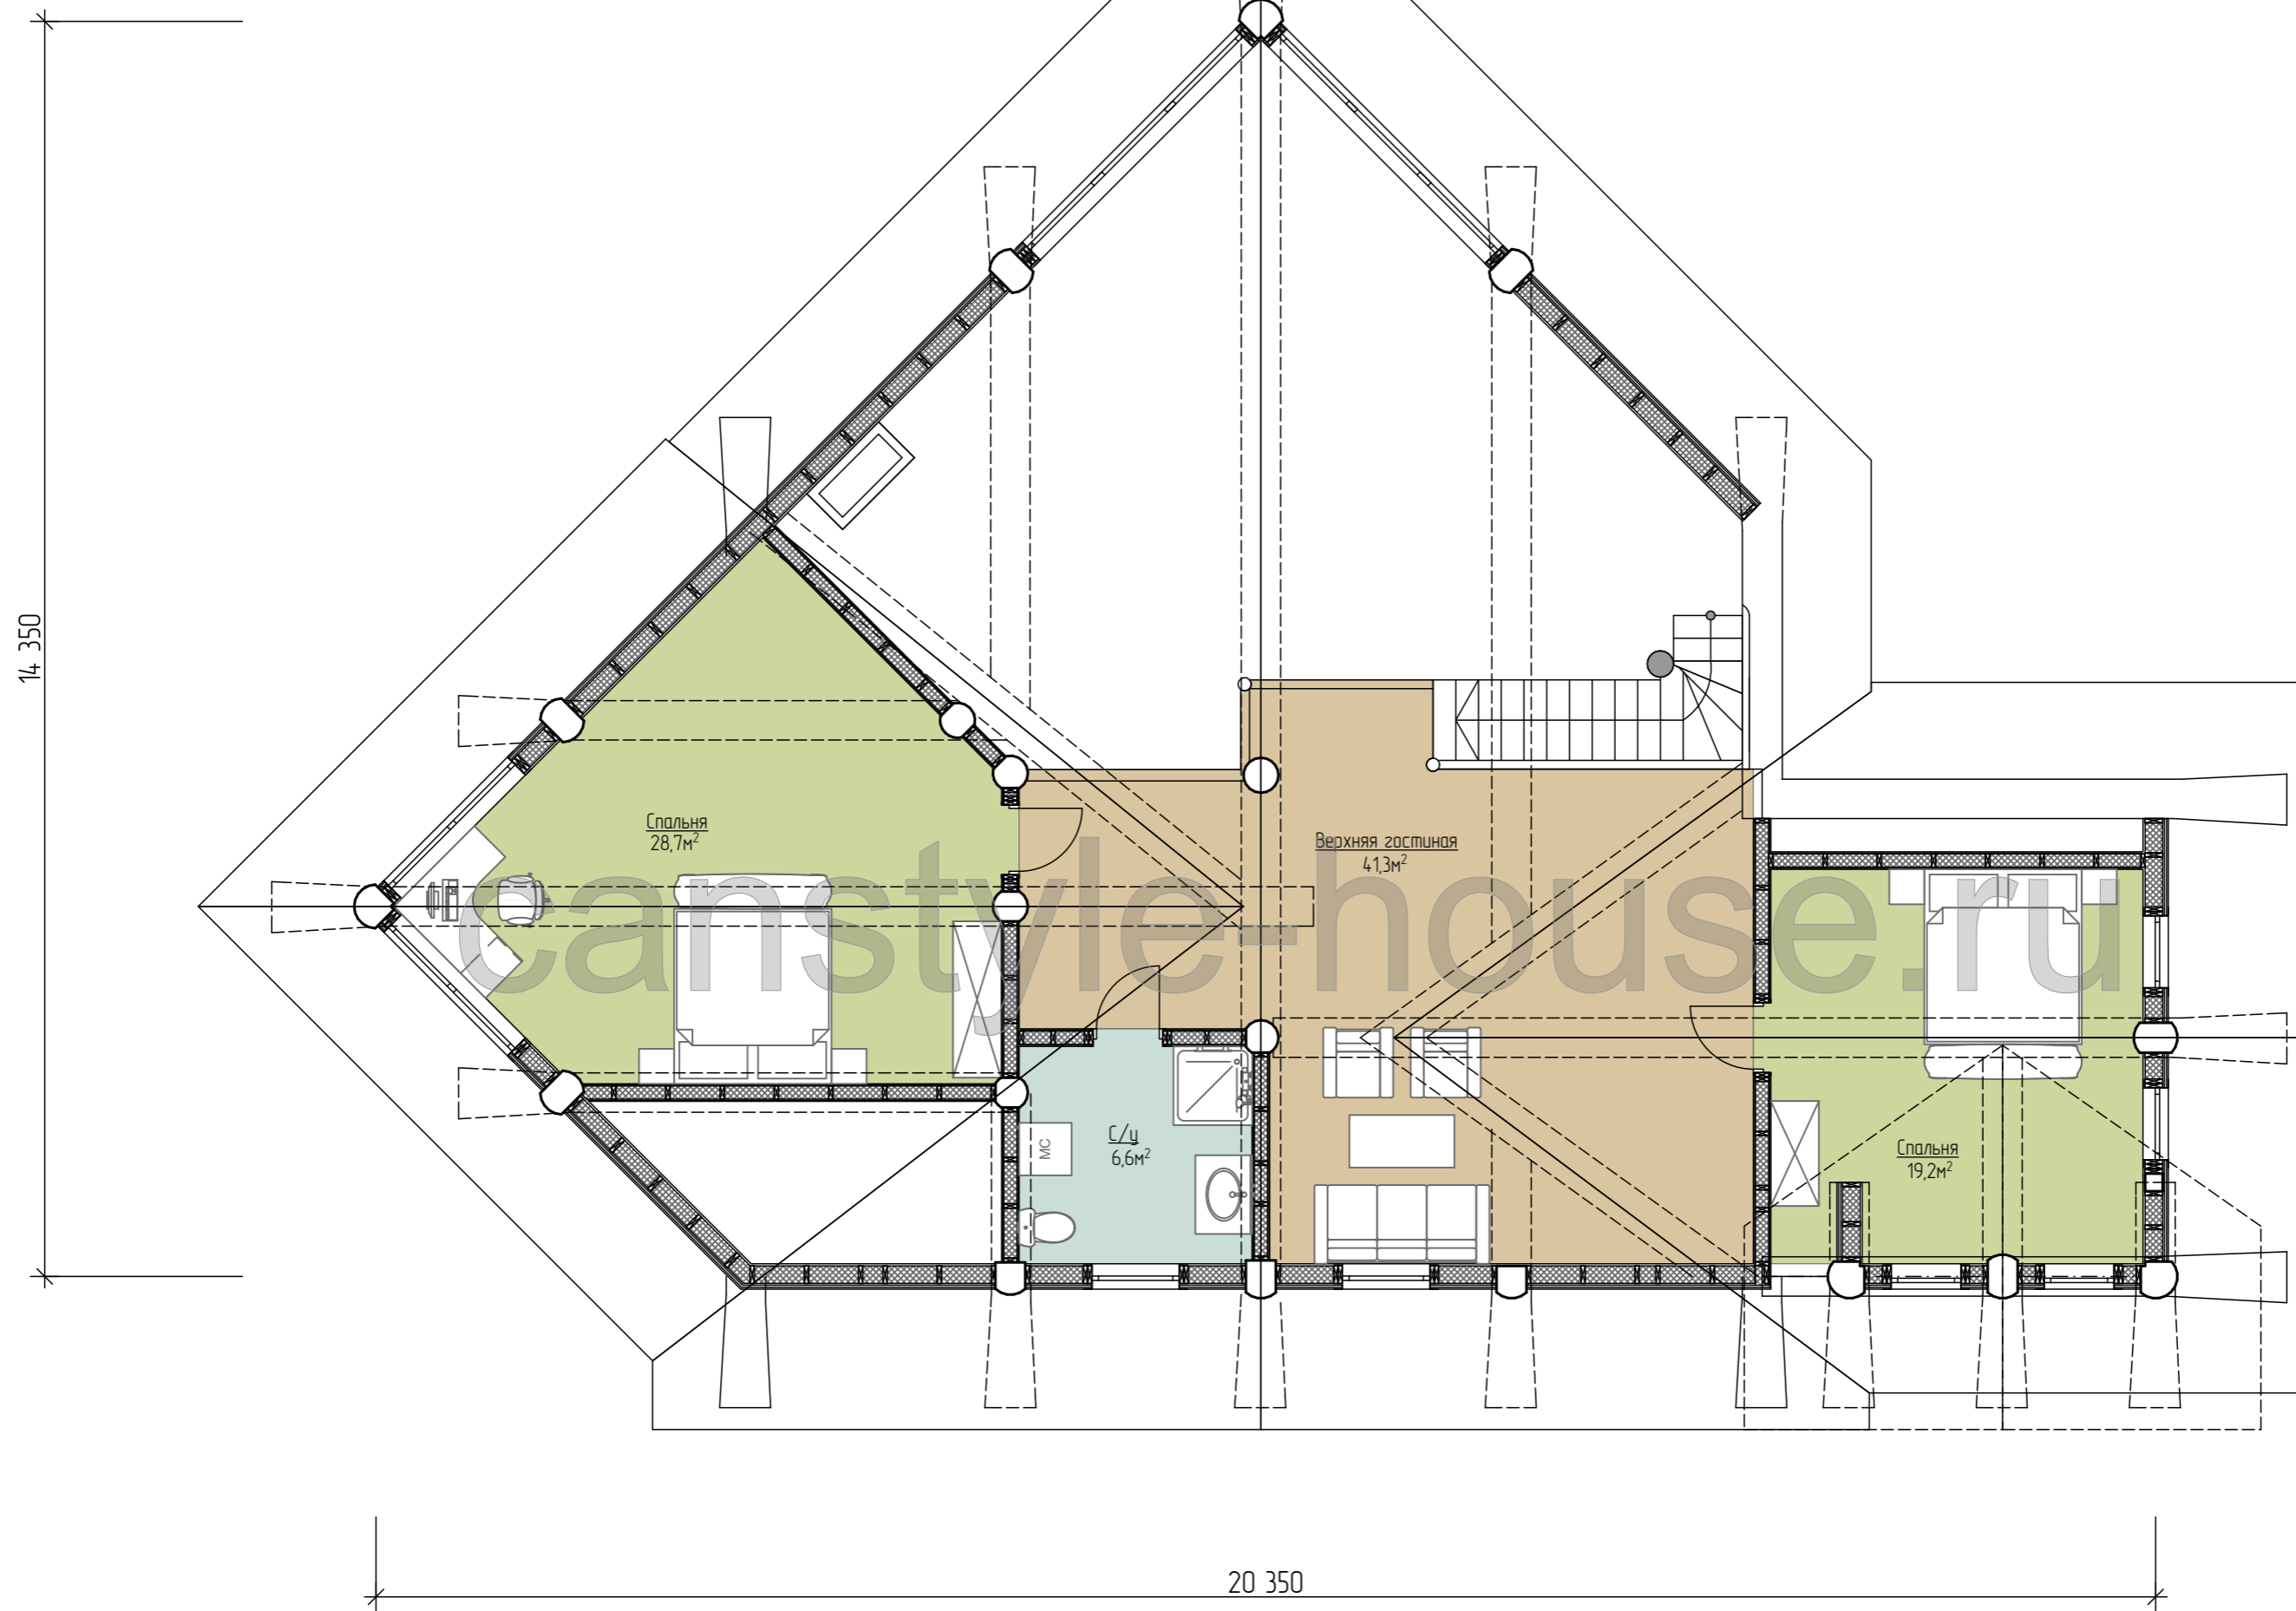 14 350
Спальня
28,7м²
Верхняя гостиная
41,3м²
canstyle-house.ru
С/у
6,6м²
МС
Спальня
19,2м²
20 350